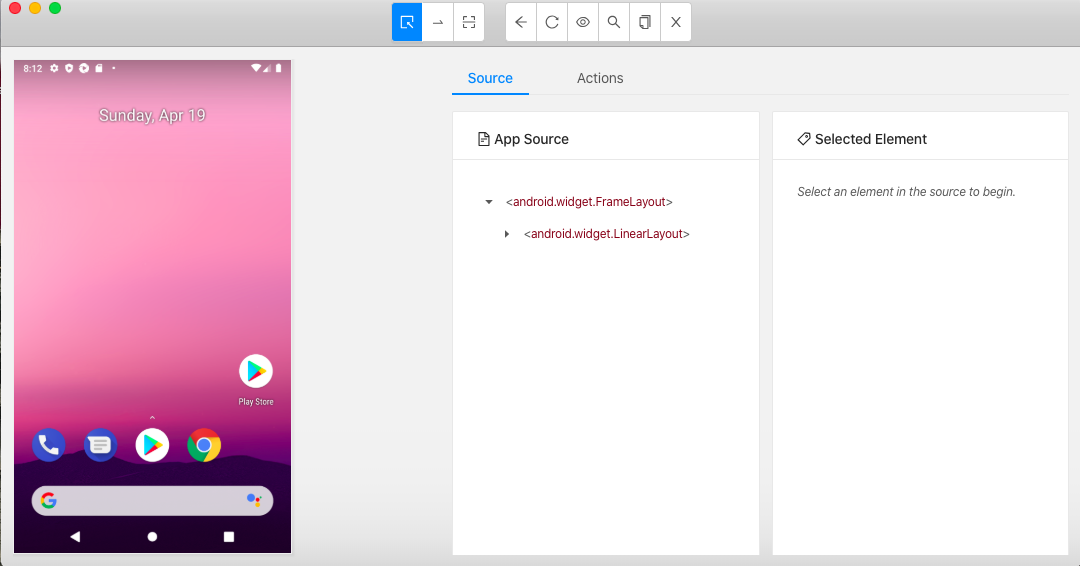 8:12
Source
Actions
Sunday, Apr 19
App Source
Selected Element
Select an element in the source to begin.
<android.widget.FrameLayout>
<android.widget.LinearLayout>
Play Store
G